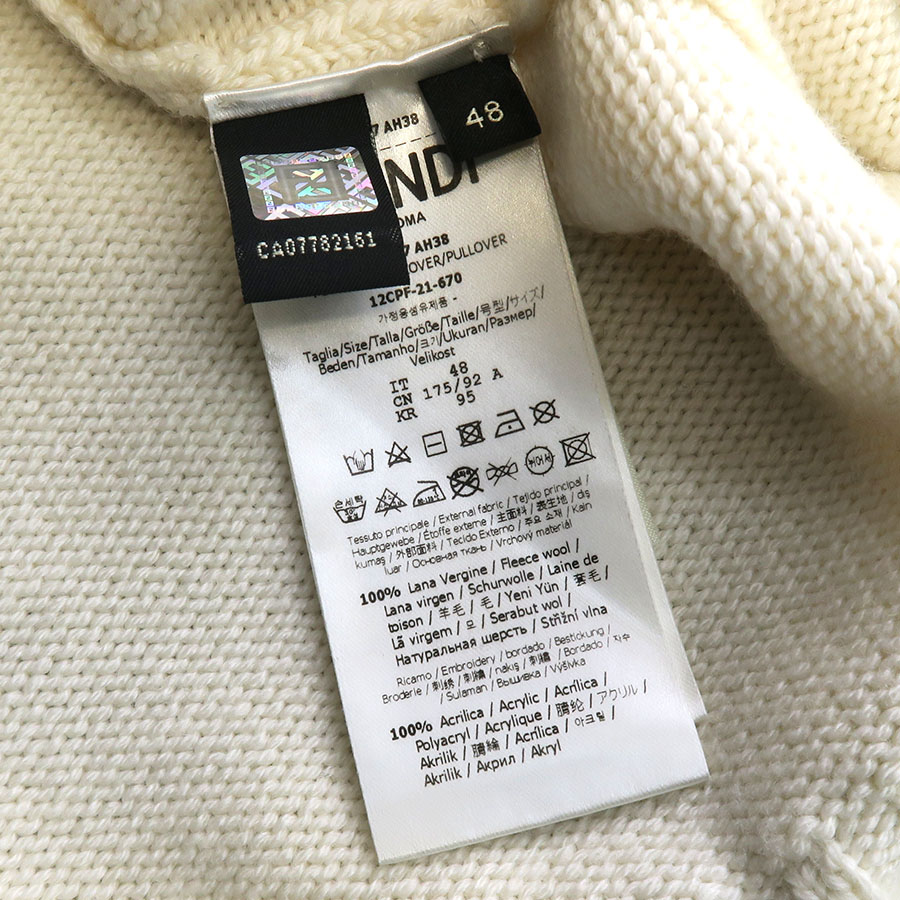 7 AH38
48
NDI
OMA
CA07782161
7 AH38
OVER/PULLOVER
12CPF-21-670
가정용섬유제품 -
Taglia/Size/Talla/Größe/Taille/号型/サイズ/
Beden/Tamanho/크기/Ukuran/Размер/
Velikost
IT 48
CN 175/92 A
KR 95
손세탁
Tessuto principale / External fabric / Tejido principal /
Hauptgewebe / Étoffe externe / 主面料 / 表生地 / dış
kumaş / 外部面料 / Tecido Externo / 주요 소재 / Kain
luar / Основная ткань / Vrchový materiál
100% Lana Vergine / Fleece wool /
Lana virgen / Schurwolle / Laine de
toison / 羊毛 / 毛 / Yeni Yün / 套毛 /
Lã virgem / 모 / Serabut wol /
Натуральная шерсть / Střižní vlna
Ricamo / Embroidery / bordado / Bestickung /
Broderie / 刺绣 / 刺繍 / nakış / Bordado / 자수
/ Sulaman / Вышивка / Výšivka
100% Acrilica / Acrylic / Acrílica /
Polyacryl / Acrylique / 腈纶 / アクリル /
Akrilik / 腈綸 / Acrílica / 아크릴 /
Akrilik / Акрил / Akryl